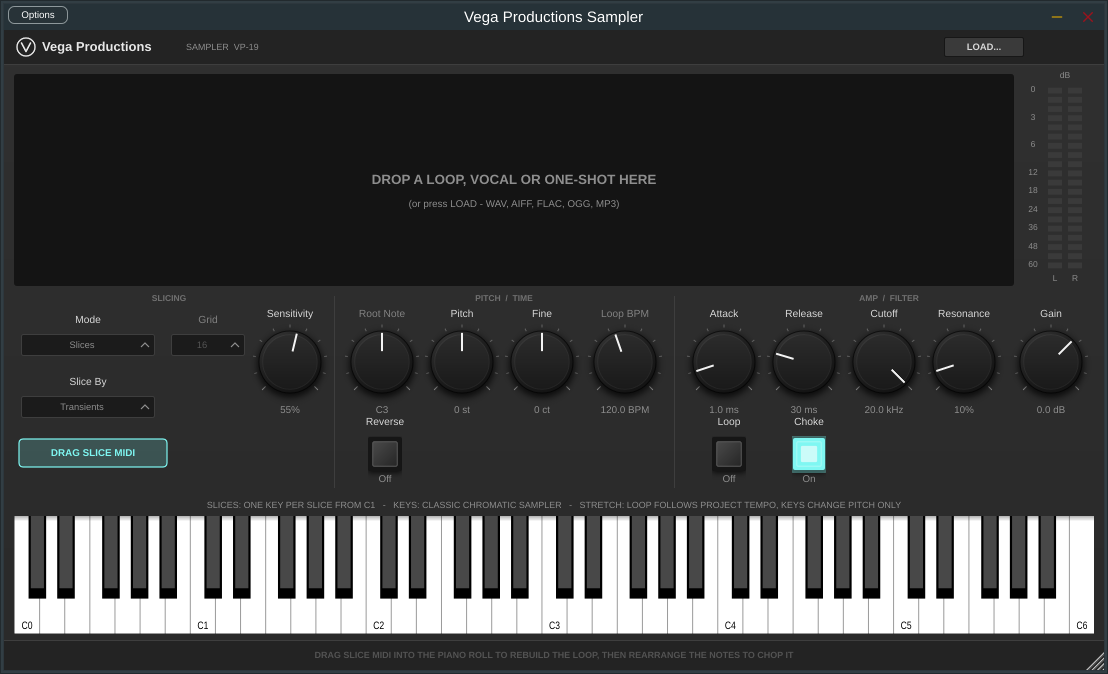 Options
Vega Productions Sampler
Vega Productions
SAMPLER VP-19
LOAD...
DROP A LOOP, VOCAL OR ONE-SHOT HERE
(or press LOAD - WAV, AIFF, FLAC, OGG, MP3)
dB
0
3
6
12
18
24
36
48
60
L R
SLICING
Mode
Grid
Sensitivity
Slices
16
Slice By
Transients
55%
DRAG SLICE MIDI
PITCH / TIME
Root Note
Pitch
Fine
Loop BPM
C3
0 st
0 ct
120.0 BPM
Reverse
Off
AMP / FILTER
Attack
Release
Cutoff
Resonance
Gain
1.0 ms
30 ms
20.0 kHz
10%
0.0 dB
Loop
Choke
Off
On
SLICES: ONE KEY PER SLICE FROM C1 - KEYS: CLASSIC CHROMATIC SAMPLER - STRETCH: LOOP FOLLOWS PROJECT TEMPO, KEYS CHANGE PITCH ONLY
C0 C1 C2 C3 C4 C5 C6
DRAG SLICE MIDI INTO THE PIANO ROLL TO REBUILD THE LOOP, THEN REARRANGE THE NOTES TO CHOP IT